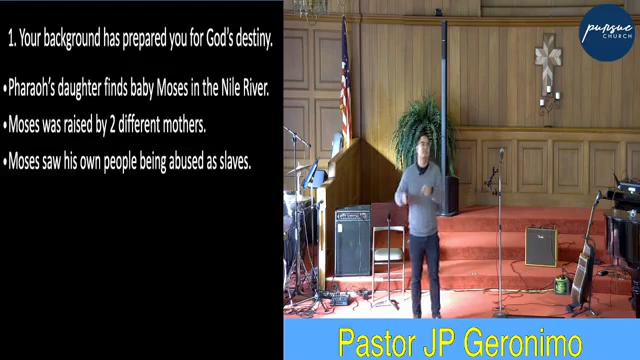 1. Your background has prepared you for God's destiny.
•Pharaoh's daughter finds baby Moses in the Nile River.
•Moses was raised by 2 different mothers.
•Moses saw his own people being abused as slaves.
pursue
CHURCH
Pastor JP Geronimo